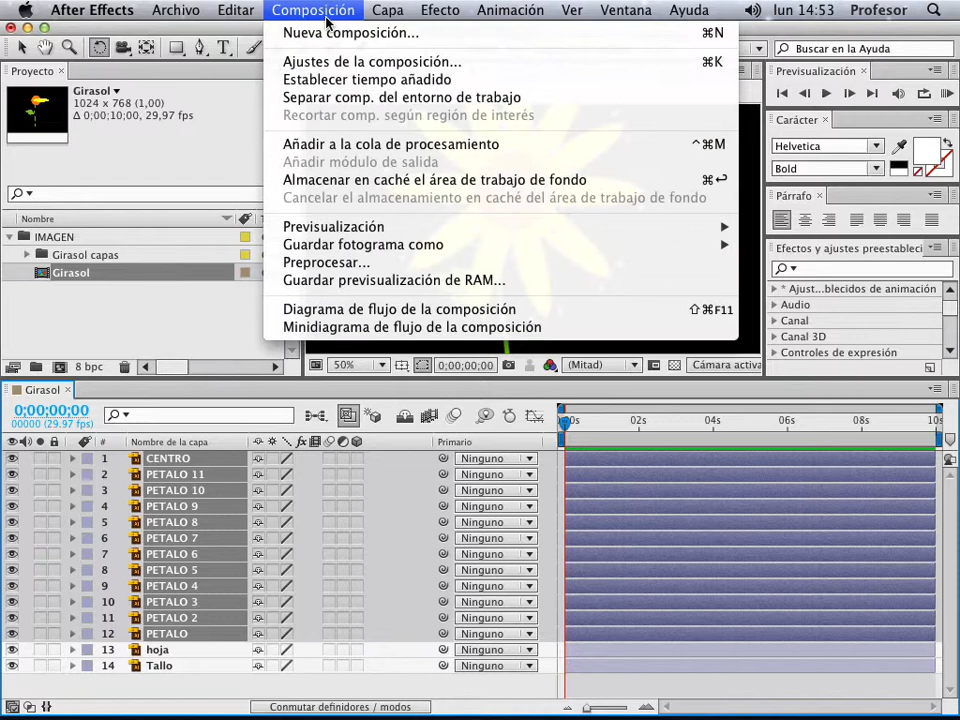 After Effects Archivo Editar Composición Capa Efecto Animación Ver Ventana Ayuda lun 14:53 Profesor
Nueva composición... ⌘N
Ajustes de la composición... ⌘K
Establecer tiempo añadido
Separar comp. del entorno de trabajo
Recortar comp. según región de interés
Añadir a la cola de procesamiento ^⌘M
Añadir módulo de salida
Almacenar en caché el área de trabajo de fondo ⌘↩
Cancelar el almacenamiento en caché del área de trabajo de fondo
Previsualización
Guardar fotograma como
Preprocesar...
Guardar previsualización de RAM...
Diagrama de flujo de la composición ⇧⌘F11
Minidiagrama de flujo de la composición
Proyecto
Girasol
1024 x 768 (1,00)
Δ 0;00;10;00, 29,97 fps
Nombre
IMAGEN
Girasol capas
Girasol
8 bpc
50% 0;00;00;00 (Mitad) Cámara activa
Buscar en la Ayuda
Previsualización
Carácter
Helvetica
Bold
Párrafo
Efectos y ajustes preestableci
* Ajust...blecidos de animación
Audio
Canal
Canal 3D
Controles de expresión
Girasol
0;00;00;00
00000 (29.97 fps)
00s 02s 04s 06s 08s 10s
# Nombre de la capa fx Primario
1 CENTRO Ninguno
2 PETALO 11 Ninguno
3 PETALO 10 Ninguno
4 PETALO 9 Ninguno
5 PETALO 8 Ninguno
6 PETALO 7 Ninguno
7 PETALO 6 Ninguno
8 PETALO 5 Ninguno
9 PETALO 4 Ninguno
10 PETALO 3 Ninguno
11 PETALO 2 Ninguno
12 PETALO Ninguno
13 hoja Ninguno
14 Tallo Ninguno
Conmutar definidores / modos